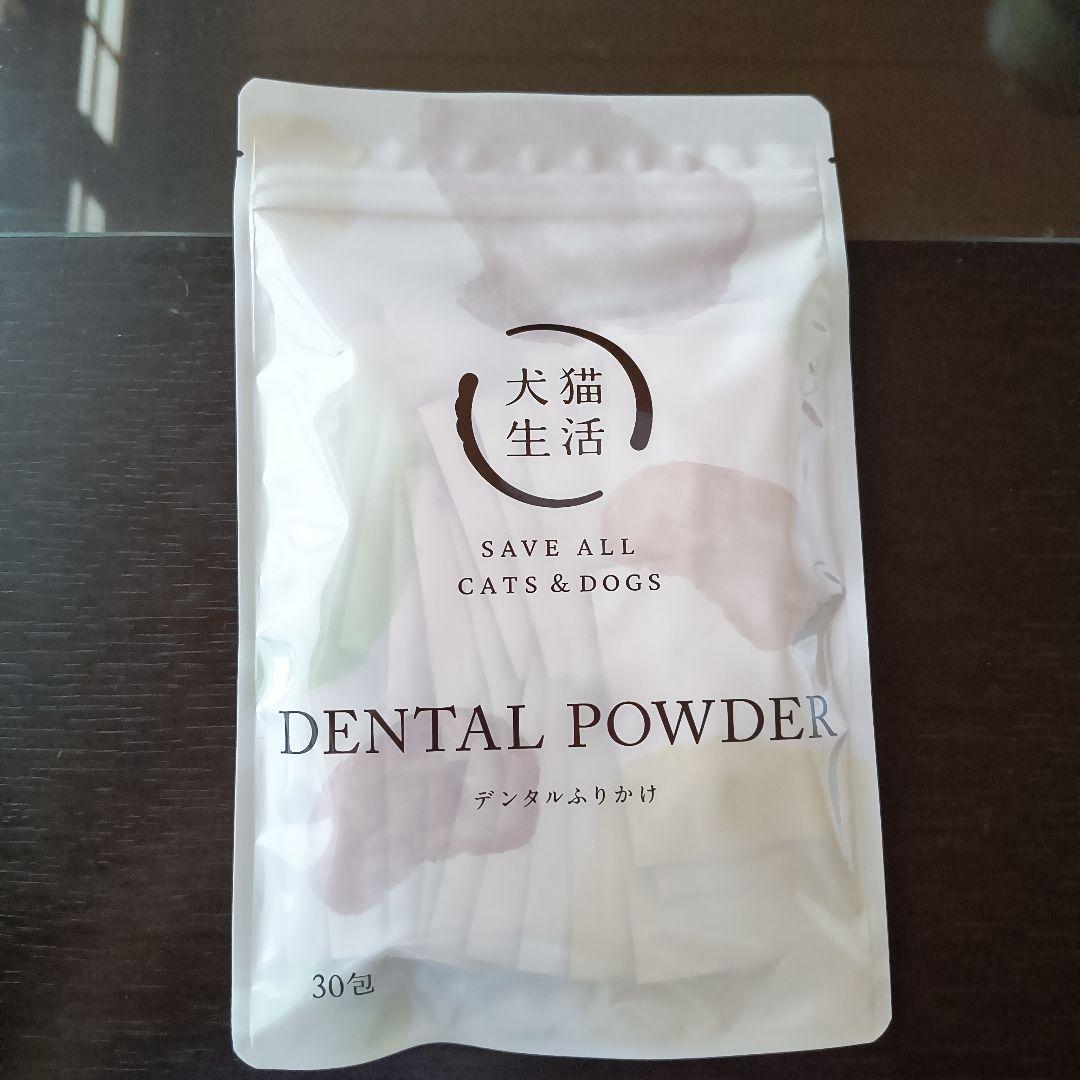 犬猫
生活
SAVE ALL
CATS & DOGS
DENTAL POWDER
デンタルふりかけ
30包